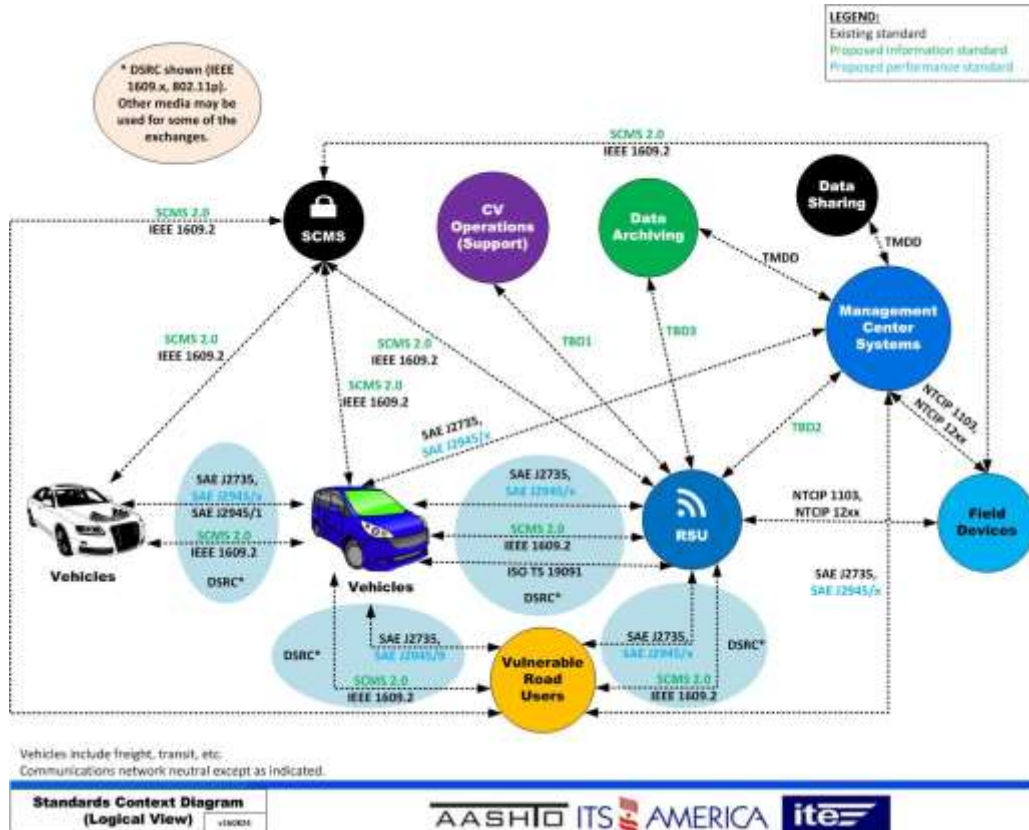 LEGEND:
Existing standard
Proposed information standard
Proposed performance standard
* DSRC shown (IEEE
1609.x, 802.11p).
Other media may be
used for some of the
exchanges.
SCMS 2.0
IEEE 1609.2
SCMS 2.0
IEEE 1609.2
SCMS
CV
Operations
(Support)
Data
Archiving
Data
Sharing
TMDD
TMDD
Management
Center
Systems
SCMS 2.0
IEEE 1609.2
SCMS 2.0
IEEE 1609.2
SCMS 2.0
IEEE 1609.2
TBD1
TBD3
TBD2
SAE J2735,
SAE J2945/x
NTCIP 1103,
NTCIP 12xx
SAE J2735,
SAE J2945/x
SAE J2945/1
SCMS 2.0
IEEE 1609.2
DSRC*
Vehicles
Vehicles
SAE J2735,
SAE J2945/x
SCMS 2.0
IEEE 1609.2
ISO TS 19091
DSRC*
RSU
NTCIP 1103,
NTCIP 12xx
Field
Devices
SAE J2735,
SAE J2945/x
DSRC*
SAE J2735,
SAE J2945/9
SCMS 2.0
IEEE 1609.2
Vulnerable
Road
Users
SAE J2735,
SAE J2945/x
DSRC*
SCMS 2.0
IEEE 1609.2
Vehicles include freight, transit, etc.
Communications network neutral except as indicated.
Standards Context Diagram
(Logical View)
AASHTO ITS AMERICA ite